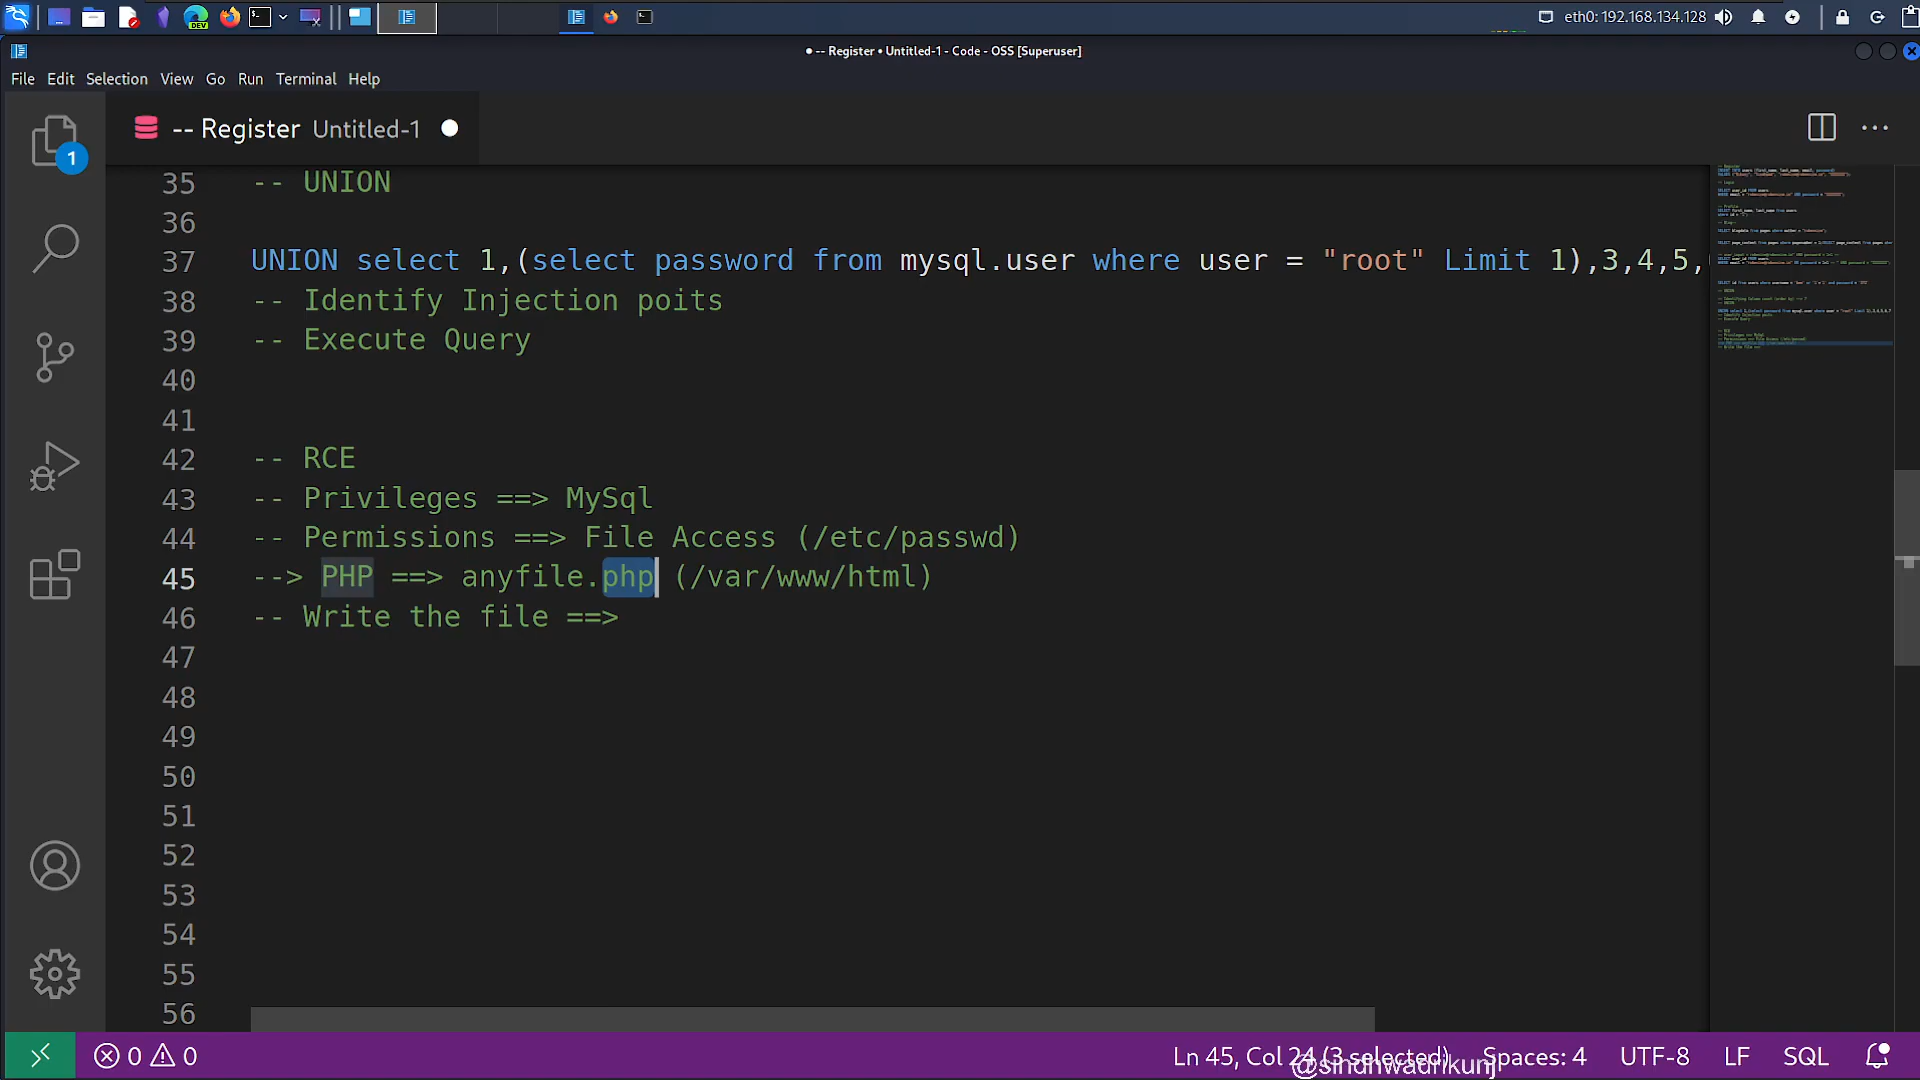 eth0: 192.168.134.128
● -- Register • Untitled-1 - Code - OSS [Superuser]
File Edit Selection View Go Run Terminal Help
-- Register Untitled-1
1
35 -- UNION
36
37 UNION select 1,(select password from mysql.user where user = "root" Limit 1),3,4,5,
38 -- Identify Injection poits
39 -- Execute Query
40
41
42 -- RCE
43 -- Privileges ==> MySql
44 -- Permissions ==> File Access (/etc/passwd)
45 --> PHP ==> anyfile.php (/var/www/html)
46 -- Write the file ==>
47
48
49
50
51
52
53
54
55
56
0 0 Ln 45, Col 24 (3 selected) Spaces: 4 UTF-8 LF SQL
@sindhwadrikunj